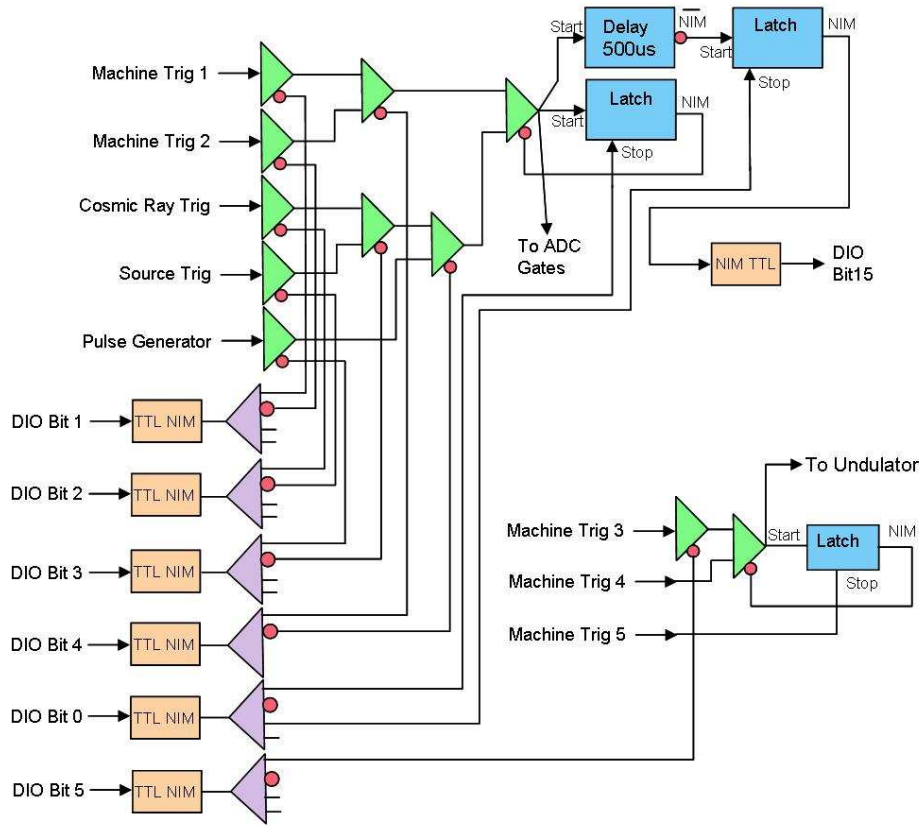 Machine Trig 1
Machine Trig 2
Cosmic Ray Trig
Source Trig
Pulse Generator
Start
Delay
500us
NIM
Start
Latch
NIM
Stop
Start
Latch
NIM
Stop
To ADC
Gates
NIM TTL
DIO
Bit15
DIO Bit 1
TTL NIM
DIO Bit 2
TTL NIM
DIO Bit 3
TTL NIM
DIO Bit 4
TTL NIM
DIO Bit 0
TTL NIM
DIO Bit 5
TTL NIM
To Undulator
Machine Trig 3
Start
Latch
NIM
Stop
Machine Trig 4
Machine Trig 5